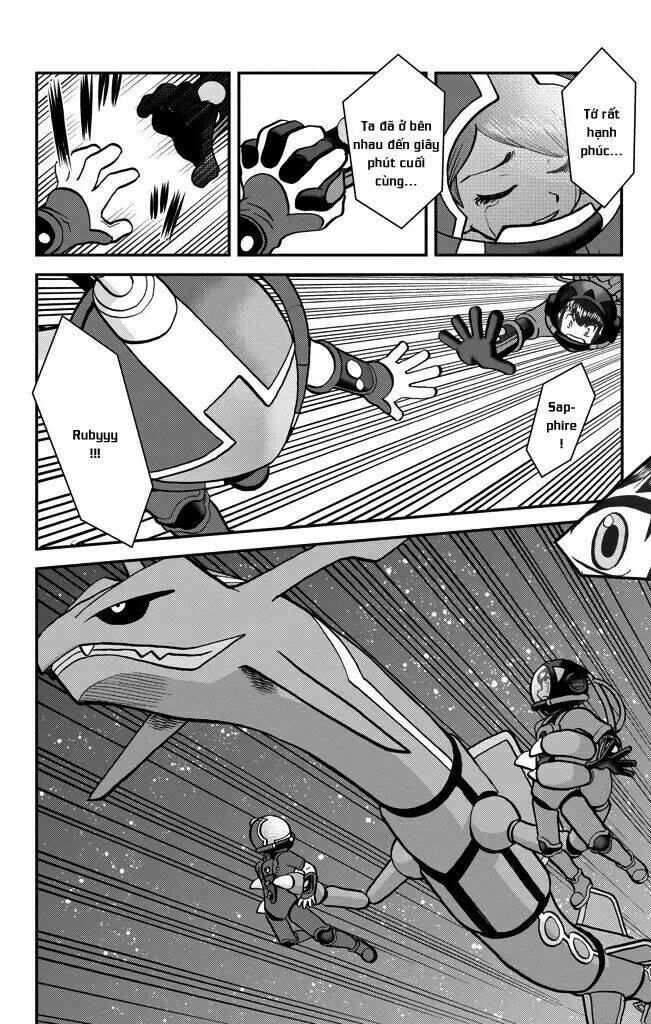 Tớ rất
hạnh
phúc...
Ta đã ở bên
nhau đến giây
phút cuối
cùng...
Sap-
phire
!
Rubyyy
!!!